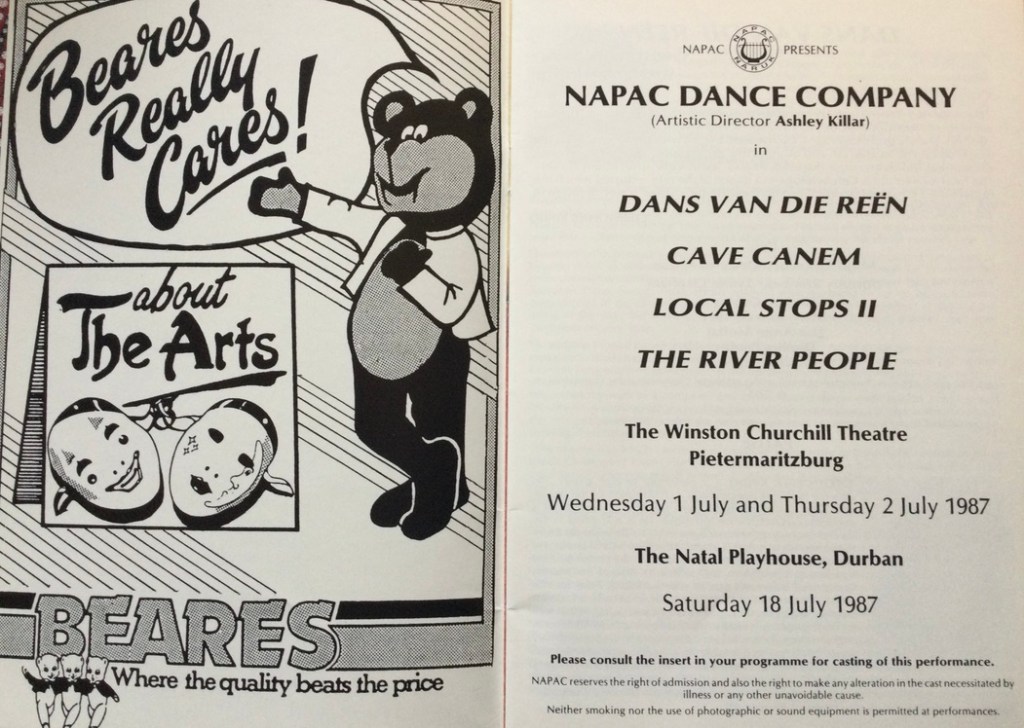 Beares
Really
Cares!
about
The Arts
BEARES
Where the quality beats the price
NAPAC PRESENTS
NAPAC
NARUK
NAPAC DANCE COMPANY
(Artistic Director Ashley Killar)
in
DANS VAN DIE REËN
CAVE CANEM
LOCAL STOPS II
THE RIVER PEOPLE
The Winston Churchill Theatre
Pietermaritzburg
Wednesday 1 July and Thursday 2 July 1987
The Natal Playhouse, Durban
Saturday 18 July 1987
Please consult the insert in your programme for casting of this performance.
NAPAC reserves the right of admission and also the right to make any alteration in the cast necessitated by
illness or any other unavoidable cause.
Neither smoking nor the use of photographic or sound equipment is permitted at performances.